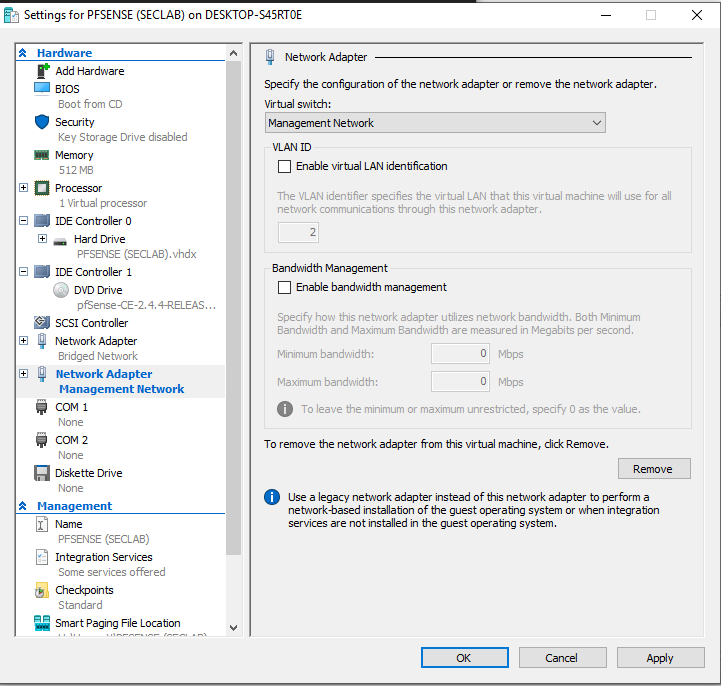 Settings for PFSENSE (SECLAB) on DESKTOP-S45RT0E
Hardware
Add Hardware
BIOS
Boot from CD
Security
Key Storage Drive disabled
Memory
512 MB
Processor
1 Virtual processor
IDE Controller 0
Hard Drive
PFSENSE (SECLAB).vhdx
IDE Controller 1
DVD Drive
pfSense-CE-2.4.4-RELEAS...
SCSI Controller
Network Adapter
Bridged Network
Network Adapter
Management Network
COM 1
None
COM 2
None
Diskette Drive
None
Management
Name
PFSENSE (SECLAB)
Integration Services
Some services offered
Checkpoints
Standard
Smart Paging File Location
Network Adapter
Specify the configuration of the network adapter or remove the network adapter.
Virtual switch:
Management Network
VLAN ID
Enable virtual LAN identification
The VLAN identifier specifies the virtual LAN that this virtual machine will use for all
network communications through this network adapter.
2
Bandwidth Management
Enable bandwidth management
Specify how this network adapter utilizes network bandwidth. Both Minimum
Bandwidth and Maximum Bandwidth are measured in Megabits per second.
Minimum bandwidth: 0 Mbps
Maximum bandwidth: 0 Mbps
To leave the minimum or maximum unrestricted, specify 0 as the value.
To remove the network adapter from this virtual machine, click Remove.
Remove
Use a legacy network adapter instead of this network adapter to perform a
network-based installation of the guest operating system or when integration
services are not installed in the guest operating system.
OK Cancel Apply